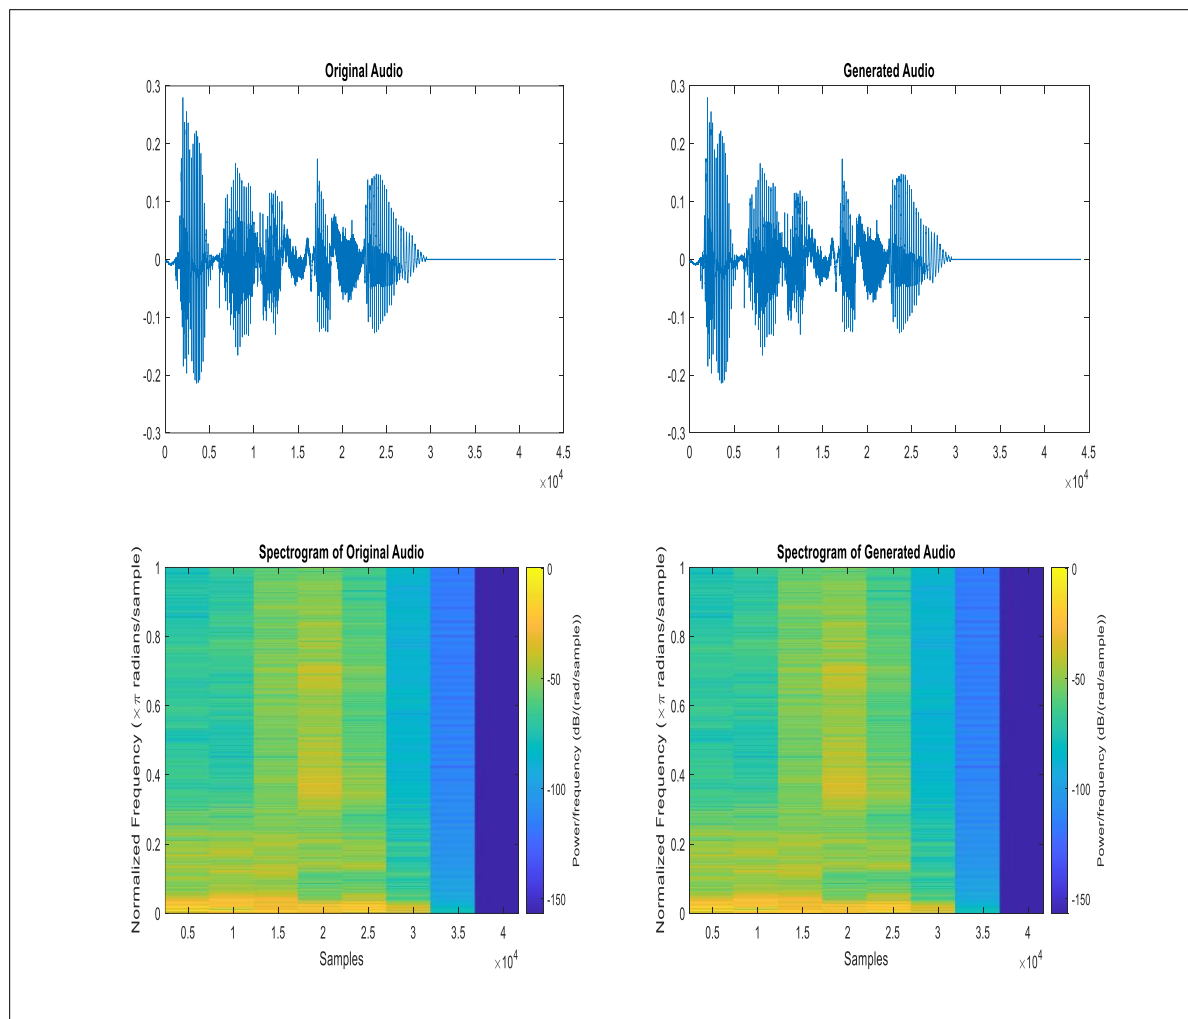 Original Audio
0.3
0.2
0.1
0
-0.1
-0.2
-0.3
0 0.5 1 1.5 2 2.5 3 3.5 4 4.5
×10^4
Generated Audio
0.3
0.2
0.1
0
-0.1
-0.2
-0.3
0 0.5 1 1.5 2 2.5 3 3.5 4 4.5
×10^4
Spectrogram of Original Audio
Normalized Frequency (×π radians/sample)
1
0.8
0.6
0.4
0.2
0
0.5 1 1.5 2 2.5 3 3.5 4
×10^4
Samples
0
-50
-100
-150
Power/frequency (dB/(rad/sample))
Spectrogram of Generated Audio
Normalized Frequency (×π radians/sample)
1
0.8
0.6
0.4
0.2
0
0.5 1 1.5 2 2.5 3 3.5 4
×10^4
Samples
0
-50
-100
-150
Power/frequency (dB/(rad/sample))